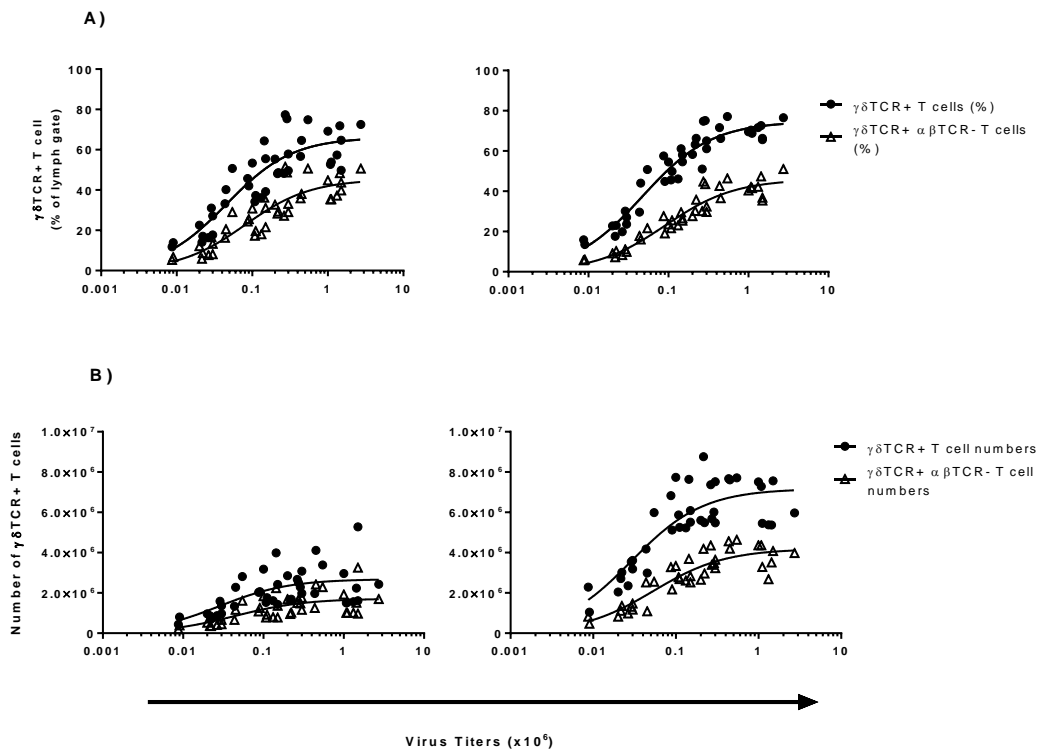 A)
γδTCR+ T cell
(% of lymph gate)
100
80
60
40
20
0
0.001 0.01 0.1 1 10
100
80
60
40
20
0
0.001 0.01 0.1 1 10
γδTCR+ T cells (%)
γδTCR+ αβTCR- T cells
(%)
B)
Number of γδTCR+ T cells
1.0×10⁷
8.0×10⁶
6.0×10⁶
4.0×10⁶
2.0×10⁶
0
0.001 0.01 0.1 1 10
1.0×10⁷
8.0×10⁶
6.0×10⁶
4.0×10⁶
2.0×10⁶
0
0.001 0.01 0.1 1 10
γδTCR+ T cell numbers
γδTCR+ αβTCR- T cell
numbers
Virus Titers (x10⁶)